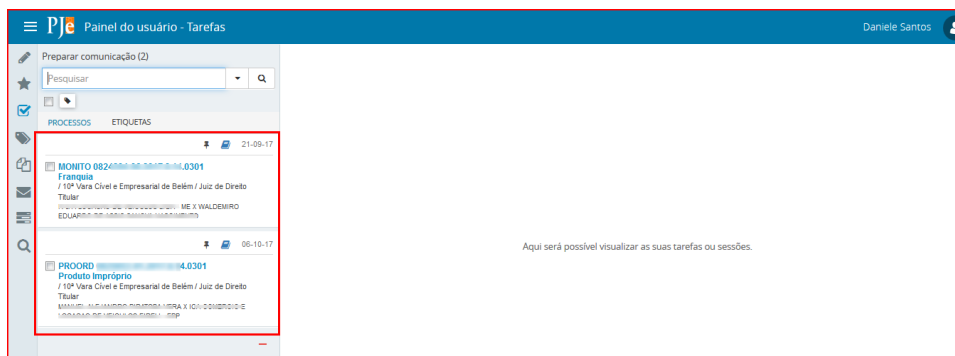 PJe Painel do usuário - Tarefas
Daniele Santos
Preparar comunicação (2)
Pesquisar
PROCESSOS ETIQUETAS
21-09-17
MONITO .0301
Franquia
/ 10ª Vara Cível e Empresarial de Belém / Juiz de Direito
Titular
ME X WALDEMIRO
06-10-17
PROORD 4.0301
Produto Impróprio
/ 10ª Vara Cível e Empresarial de Belém / Juiz de Direito
Titular
Aqui será possível visualizar as suas tarefas ou sessões.